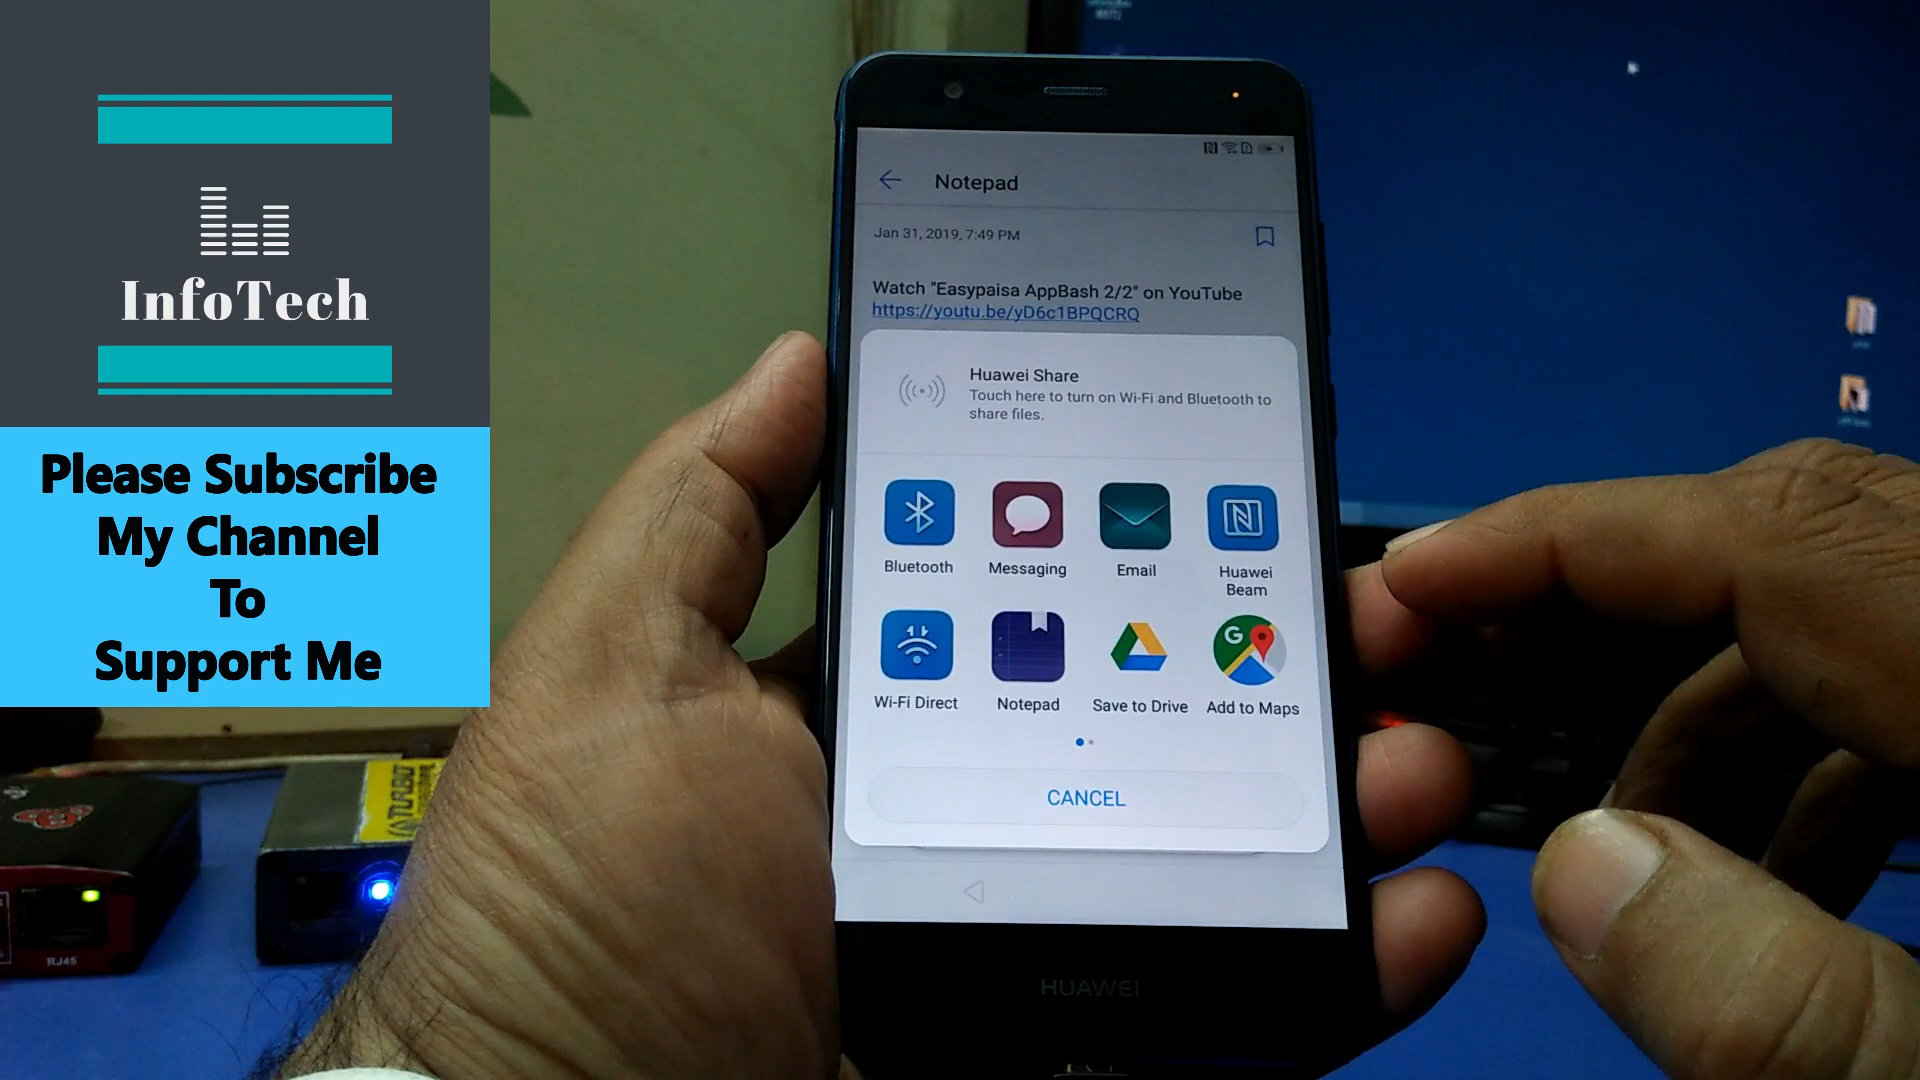 InfoTech
Please Subscribe
My Channel
To
Support Me
Notepad
Jan 31, 2019, 7:49 PM
Watch "Easypaisa AppBash 2/2" on YouTube
https://youtu.be/yD6c1BPQCRQ
Huawei Share
Touch here to turn on Wi-Fi and Bluetooth to
share files.
Bluetooth
Messaging
Email
Huawei
Beam
Wi-Fi Direct
Notepad
Save to Drive
G
Add to Maps
CANCEL
HUAWEI
ATURBO
RJ45